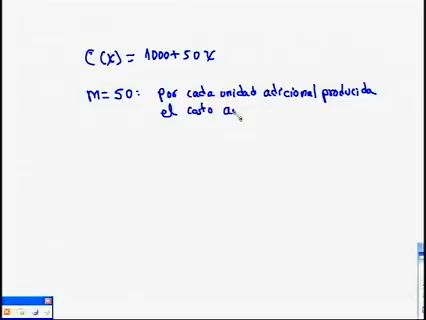 C(x) = 1000 + 50x
m = 50: por cada unidad adicional producida
el costo a